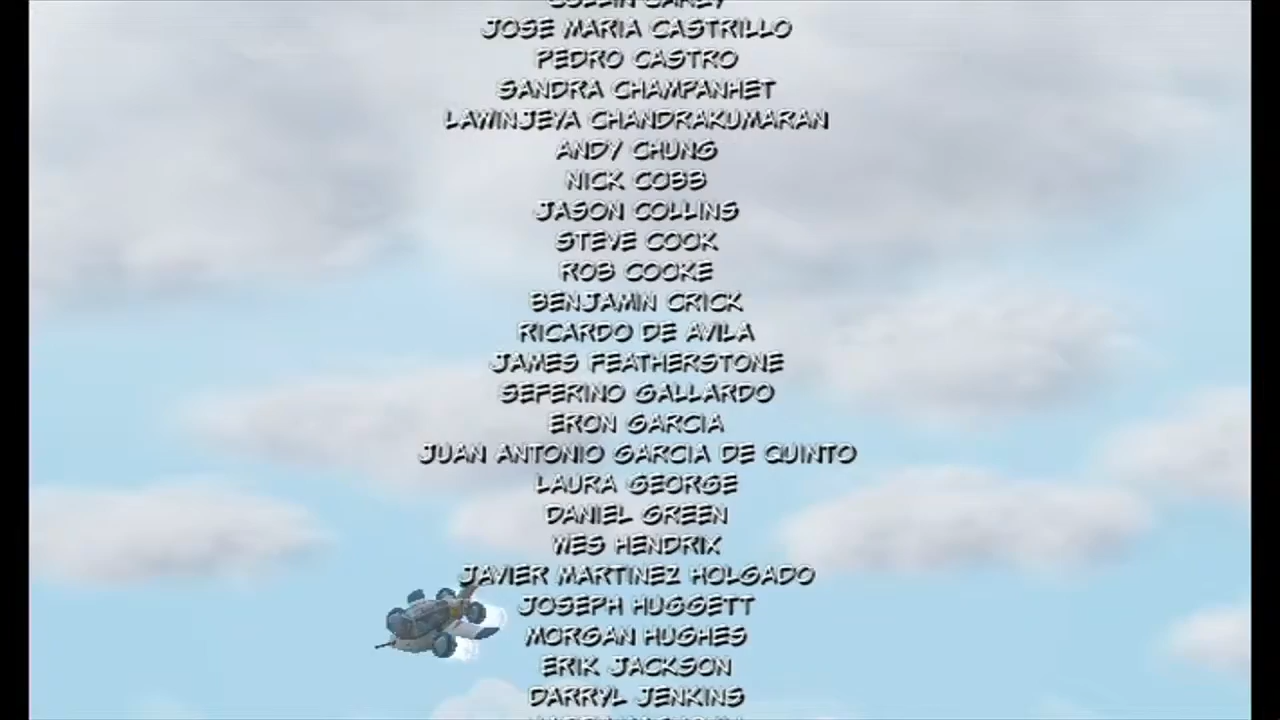 JOSE MARIA CASTRILLO
PEDRO CASTRO
SANDRA CHAMPANHET
LAWINJEYA CHANDRAKUMARAN
ANDY CHUNG
NICK COBB
JASON COLLINS
STEVE COOK
ROB COOKE
BENJAMIN CRICK
RICARDO DE AVILA
JAMES FEATHERSTONE
SEFERINO GALLARDO
ERON GARCIA
JUAN ANTONIO GARCIA DE QUINTO
LAURA GEORGE
DANIEL GREEN
WES HENDRIX
JAVIER MARTINEZ HOLGADO
JOSEPH HUGGETT
MORGAN HUGHES
ERIK JACKSON
DARRYL JENKINS